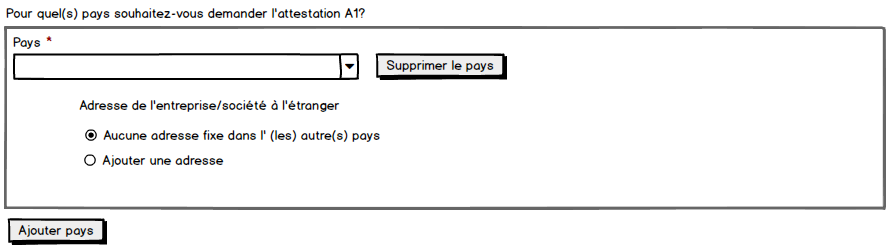 Pour quel(s) pays souhaitez-vous demander l'attestation A1?
Pays *
Supprimer le pays
Adresse de l'entreprise/société à l'étranger
Aucune adresse fixe dans l' (les) autre(s) pays
Ajouter une adresse
Ajouter pays